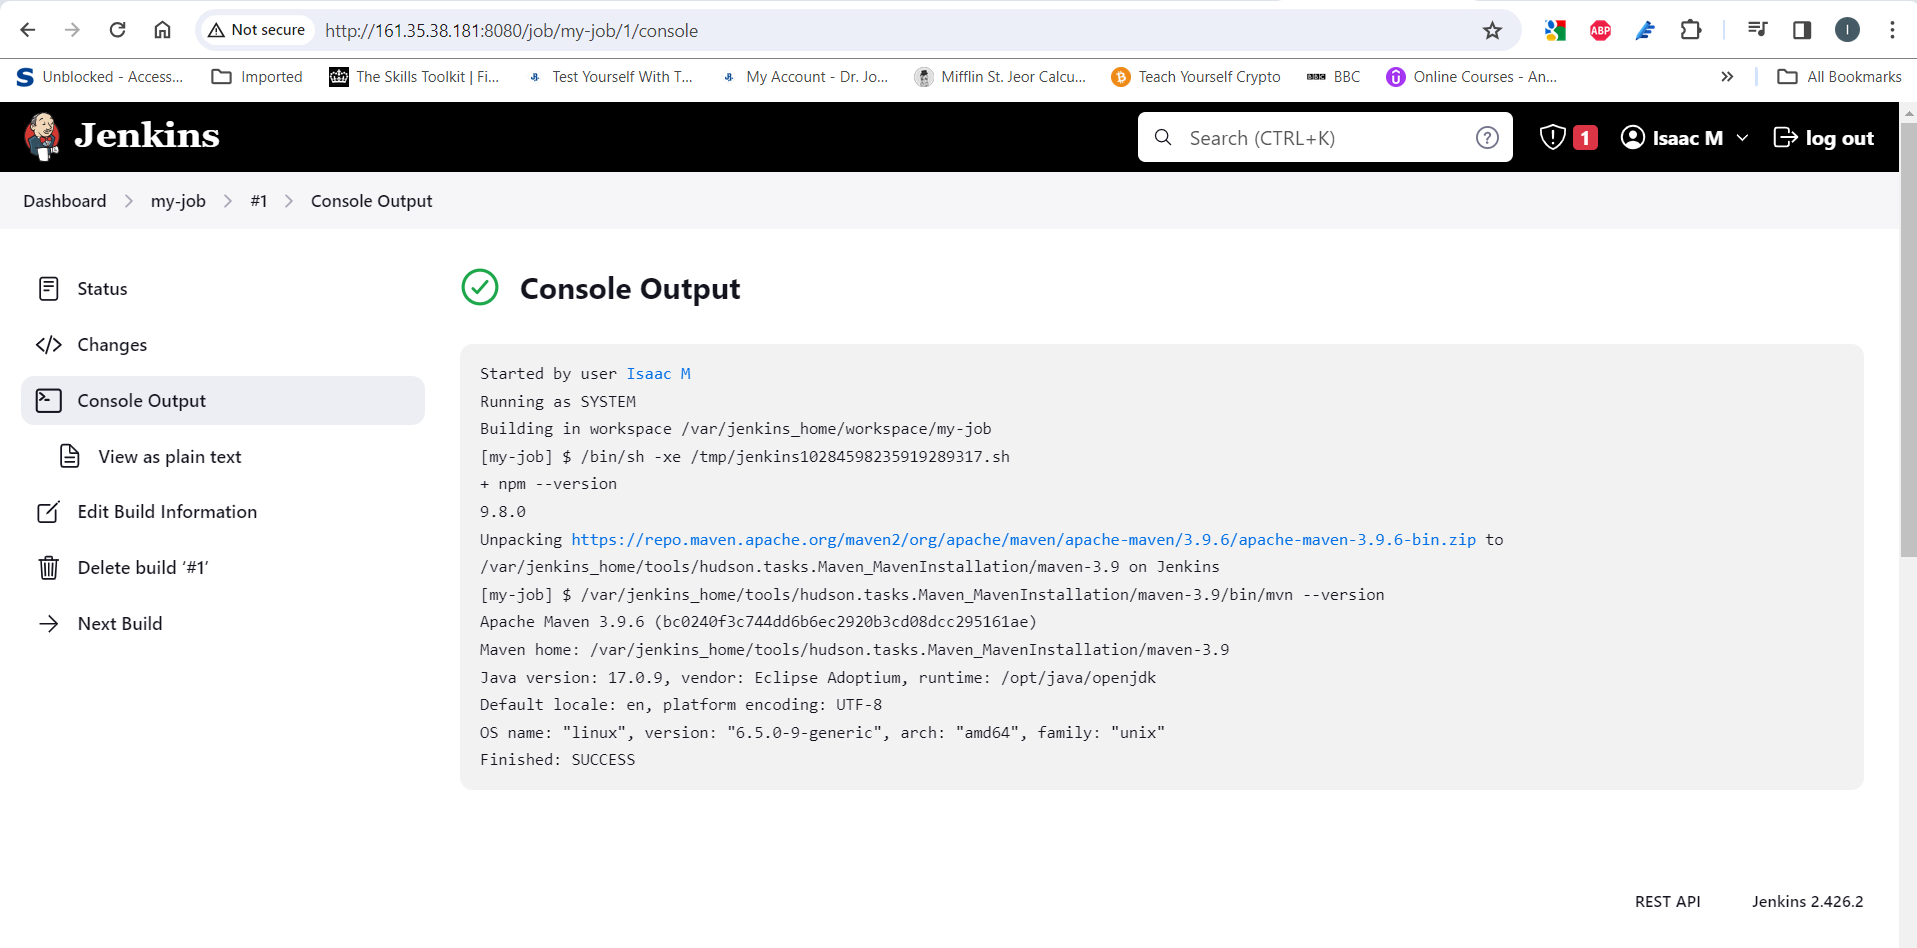 Not secure http://161.35.38.181:8080/job/my-job/1/console ABP I
Unblocked - Access... Imported The Skills Toolkit | Fi... Test Yourself With T... My Account - Dr. Jo... Mifflin St. Jeor Calcu... Teach Yourself Crypto BBC BBC Online Courses - An... » All Bookmarks
Jenkins Search (CTRL+K) 1 Isaac M log out
Dashboard my-job #1 Console Output
Status
Changes
Console Output
View as plain text
Edit Build Information
Delete build ‘#1’
Next Build
Console Output
Started by user Isaac M
Running as SYSTEM
Building in workspace /var/jenkins_home/workspace/my-job
[my-job] $ /bin/sh -xe /tmp/jenkins10284598235919289317.sh
+ npm --version
9.8.0
Unpacking https://repo.maven.apache.org/maven2/org/apache/maven/apache-maven/3.9.6/apache-maven-3.9.6-bin.zip to
/var/jenkins_home/tools/hudson.tasks.Maven_MavenInstallation/maven-3.9 on Jenkins
[my-job] $ /var/jenkins_home/tools/hudson.tasks.Maven_MavenInstallation/maven-3.9/bin/mvn --version
Apache Maven 3.9.6 (bc0240f3c744dd6b6ec2920b3cd08dcc295161ae)
Maven home: /var/jenkins_home/tools/hudson.tasks.Maven_MavenInstallation/maven-3.9
Java version: 17.0.9, vendor: Eclipse Adoptium, runtime: /opt/java/openjdk
Default locale: en, platform encoding: UTF-8
OS name: "linux", version: "6.5.0-9-generic", arch: "amd64", family: "unix"
Finished: SUCCESS
REST API Jenkins 2.426.2